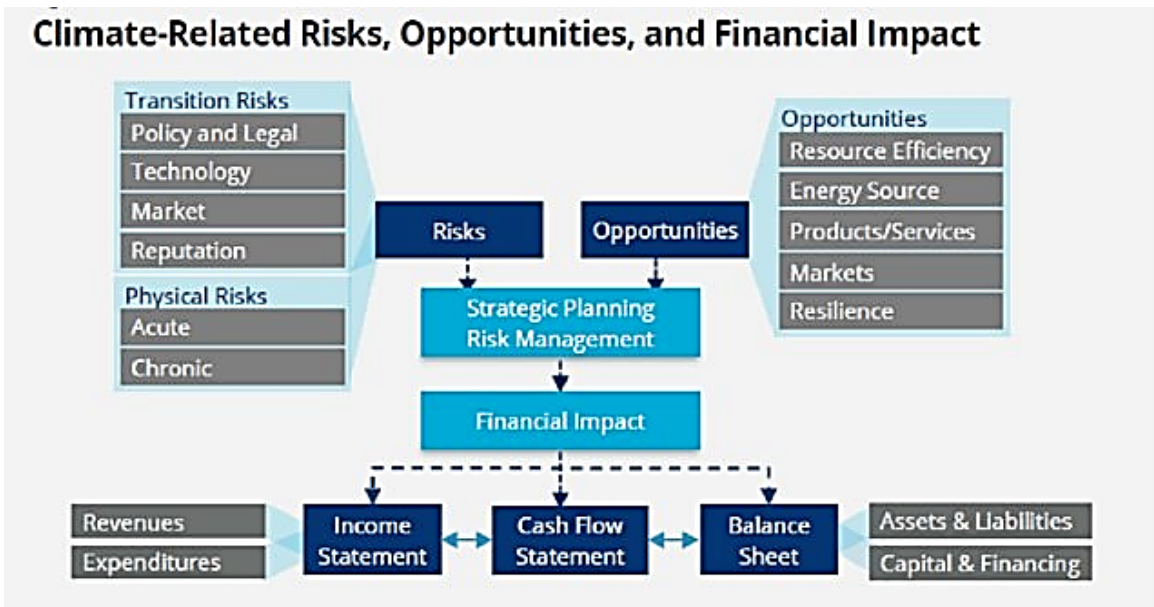 Climate-Related Risks, Opportunities, and Financial Impact
Transition Risks
Policy and Legal
Technology
Market
Reputation
Physical Risks
Acute
Chronic
Risks
Opportunities
Opportunities
Resource Efficiency
Energy Source
Products/Services
Markets
Resilience
Strategic Planning
Risk Management
Financial Impact
Revenues
Expenditures
Income
Statement
Cash Flow
Statement
Balance
Sheet
Assets & Liabilities
Capital & Financing